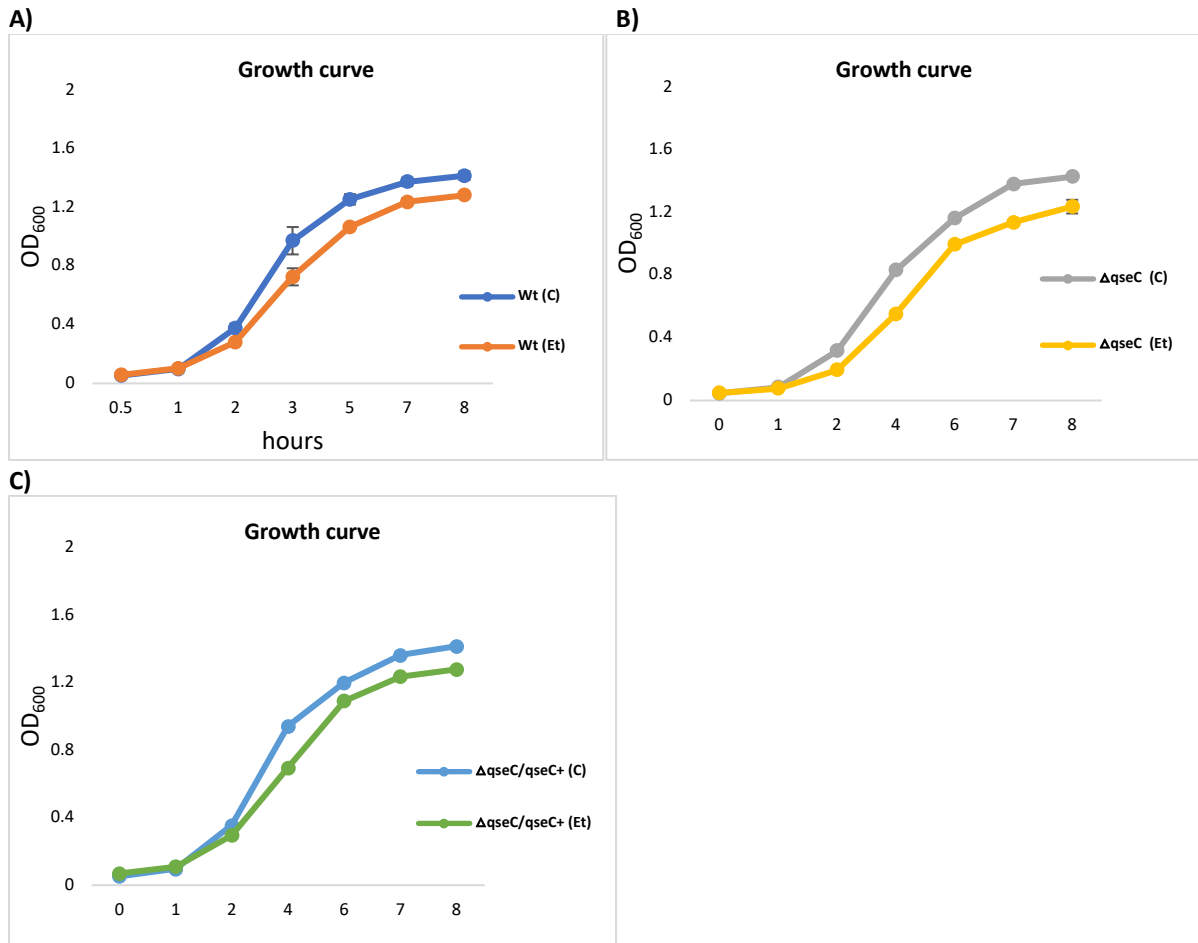 A)
Growth curve
2
1.6
1.2
0.8
0.4
0
OD600
Wt (C)
Wt (Et)
0.5 1 2 3 5 7 8
hours
B)
Growth curve
2
1.6
1.2
0.8
0.4
0
OD600
ΔqseC (C)
ΔqseC (Et)
0 1 2 4 6 7 8
C)
Growth curve
2
1.6
1.2
0.8
0.4
0
OD600
ΔqseC/qseC+ (C)
ΔqseC/qseC+ (Et)
0 1 2 4 6 7 8